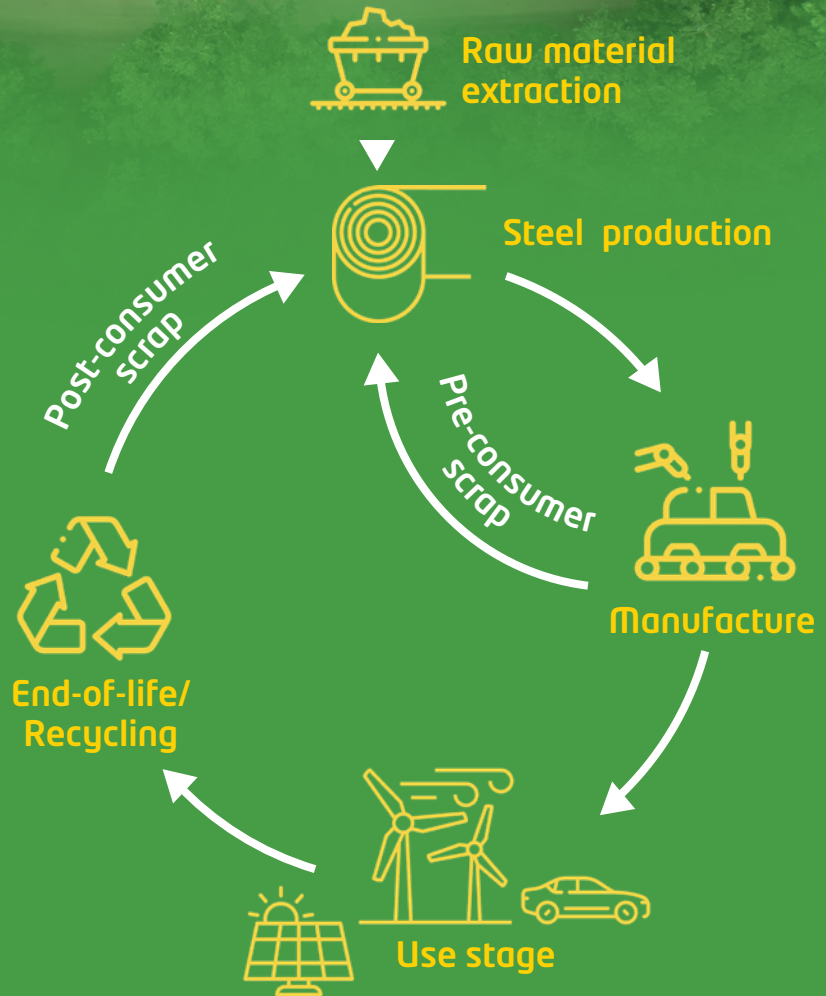 Raw material
extraction
Steel production
Post-consumer
scrap
Pre-consumer
scrap
Manufacture
End-of-life/
Recycling
Use stage